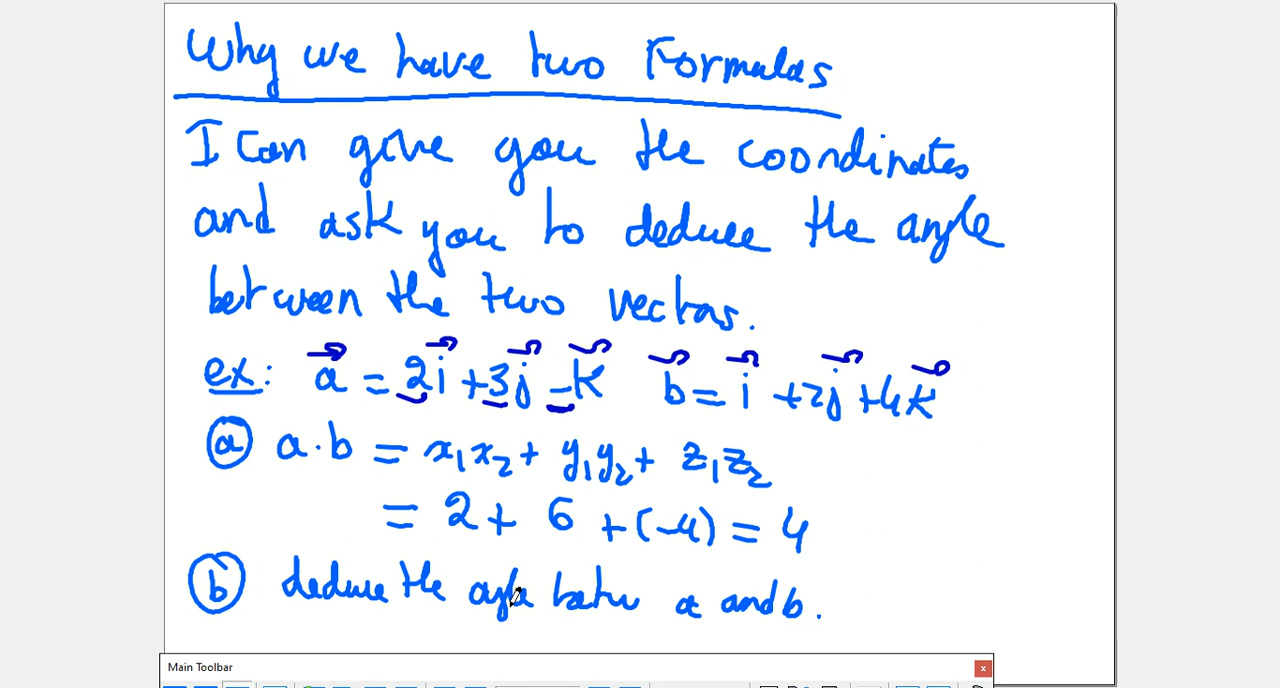 Why we have two Formulas
I can give you the coordinates
and ask you to deduce the angle
between the two vectors.
ex: a⃗ = 2i⃗ + 3j⃗ - k⃗ b⃗ = i⃗ + 2j⃗ + 4k⃗
ⓐ a . b = x₁x₂ + y₁y₂ + z₁z₂
= 2 + 6 + (-4) = 4
ⓑ deduce the angle betw a and b.
Main Toolbar
x